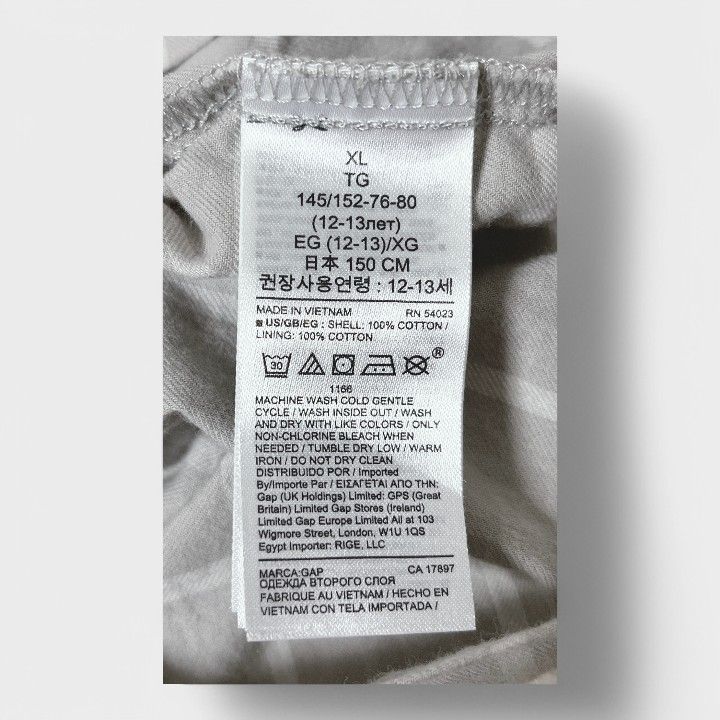 XL
TG
145/152-76-80
(12-13лет)
EG (12-13)/XG
日本 150 CM
권장사용연령 : 12-13세
MADE IN VIETNAM RN 54023
US/GB/EG : SHELL: 100% COTTON /
LINING: 100% COTTON
30
®
1166
MACHINE WASH COLD GENTLE
CYCLE / WASH INSIDE OUT / WASH
AND DRY WITH LIKE COLORS / ONLY
NON-CHLORINE BLEACH WHEN
NEEDED / TUMBLE DRY LOW / WARM
IRON / DO NOT DRY CLEAN
DISTRIBUIDO POR / Imported
By/Importe Par / ΕΙΣΑΓΕΤΑΙ ΑΠΟ ΤΗΝ:
Gap (UK Holdings) Limited: GPS (Great
Britain) Limited Gap Stores (Ireland)
Limited Gap Europe Limited All at 103
Wigmore Street, London, W1U 1QS
Egypt Importer: RIGE, LLC
MARCA:GAP CA 17897
ОДЕЖДА ВТОРОГО СЛОЯ
FABRIQUE AU VIETNAM / HECHO EN
VIETNAM CON TELA IMPORTADA /